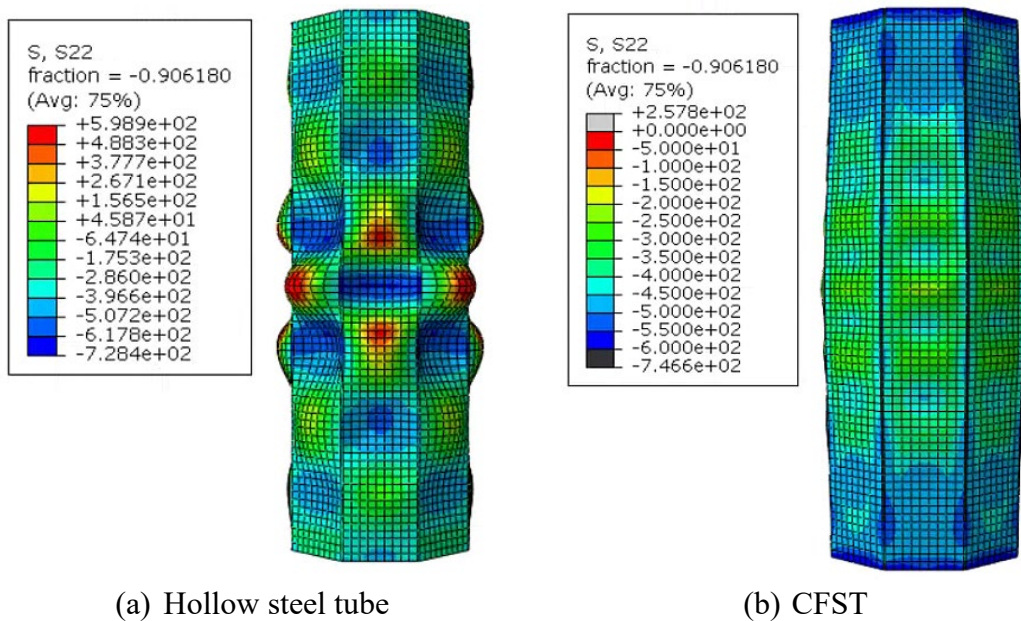 S, S22
fraction = -0.906180
(Avg: 75%)
+5.989e+02
+4.883e+02
+3.777e+02
+2.671e+02
+1.565e+02
+4.587e+01
-6.474e+01
-1.753e+02
-2.860e+02
-3.966e+02
-5.072e+02
-6.178e+02
-7.284e+02
S, S22
fraction = -0.906180
(Avg: 75%)
+2.578e+02
+0.000e+00
-5.000e+01
-1.000e+02
-1.500e+02
-2.000e+02
-2.500e+02
-3.000e+02
-3.500e+02
-4.000e+02
-4.500e+02
-5.000e+02
-5.500e+02
-6.000e+02
-7.466e+02
(a) Hollow steel tube
(b) CFST